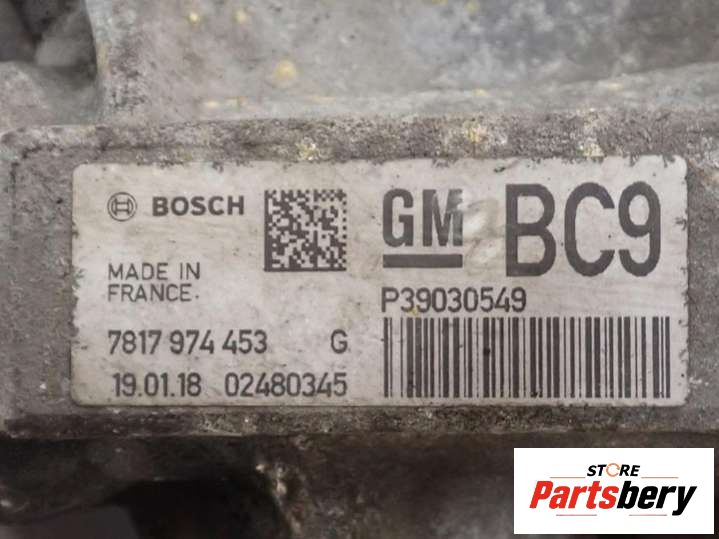 BOSCH
GM
BC9
MADE IN
FRANCE.
P39030549
7817 974 453 G
19.01.18 02480345
STORE
Partsbery